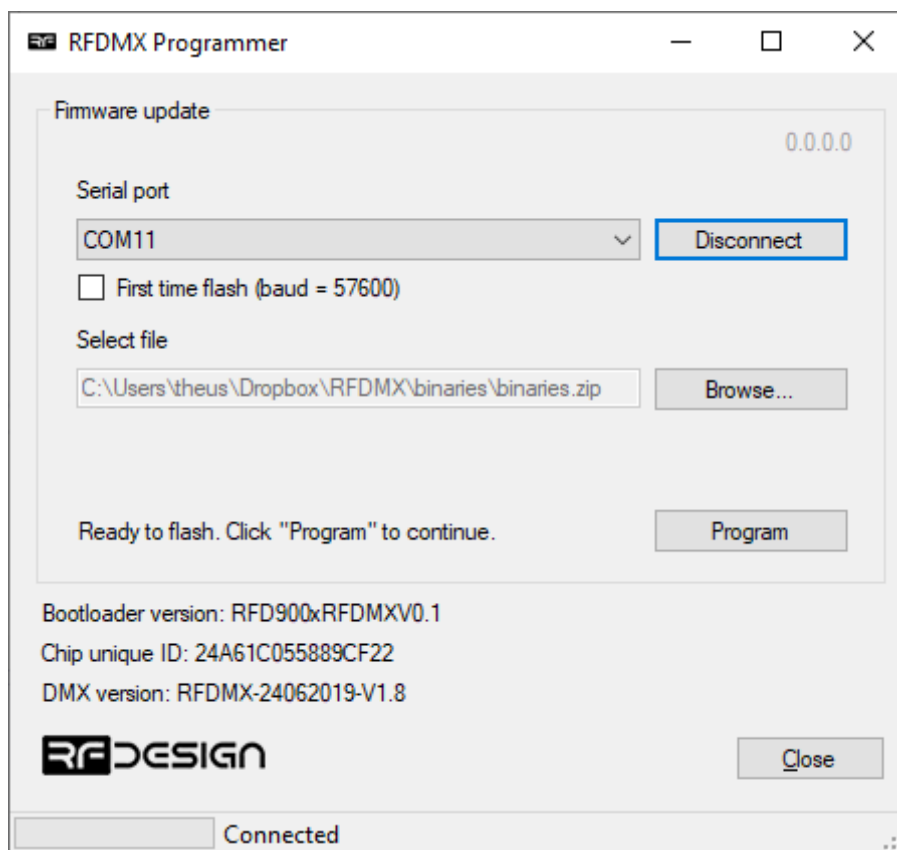 RFDMX Programmer
Firmware update
0.0.0.0
Serial port
COM11 Disconnect
First time flash (baud = 57600)
Select file
C:\Users\theus\Dropbox\RFDMX\binaries\binaries.zip Browse...
Ready to flash. Click "Program" to continue. Program
Bootloader version: RFD900xRFDMXV0.1
Chip unique ID: 24A61C055889CF22
DMX version: RFDMX-24062019-V1.8
RFDESIGN Close
Connected